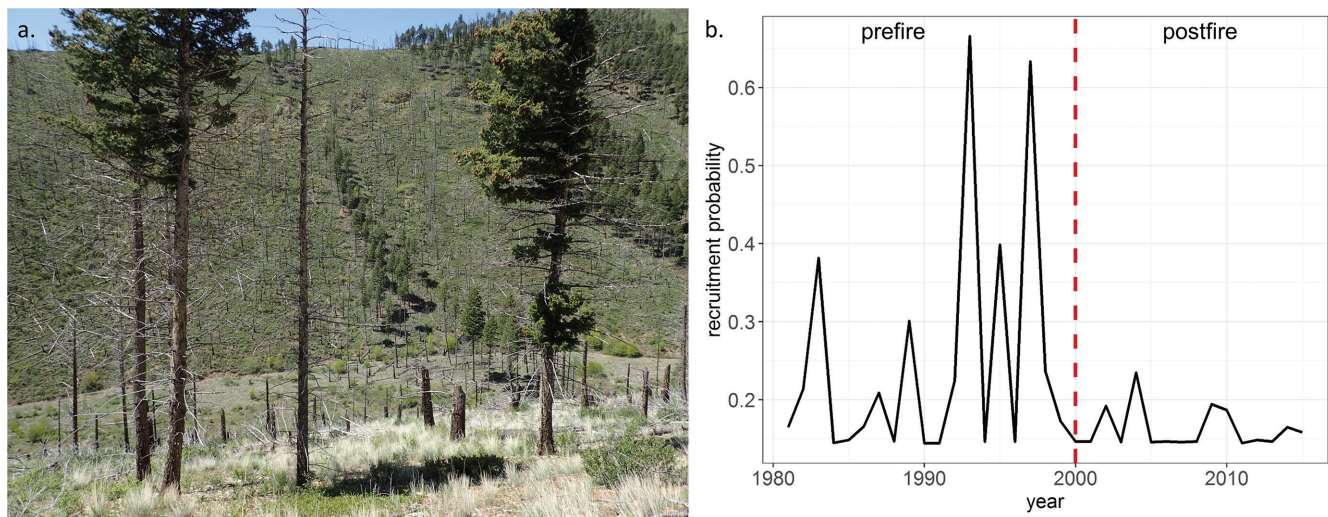 a.
b.
prefire
postfire
recruitment probability
0.6
0.5
0.4
0.3
0.2
1980
1990
2000
2010
year